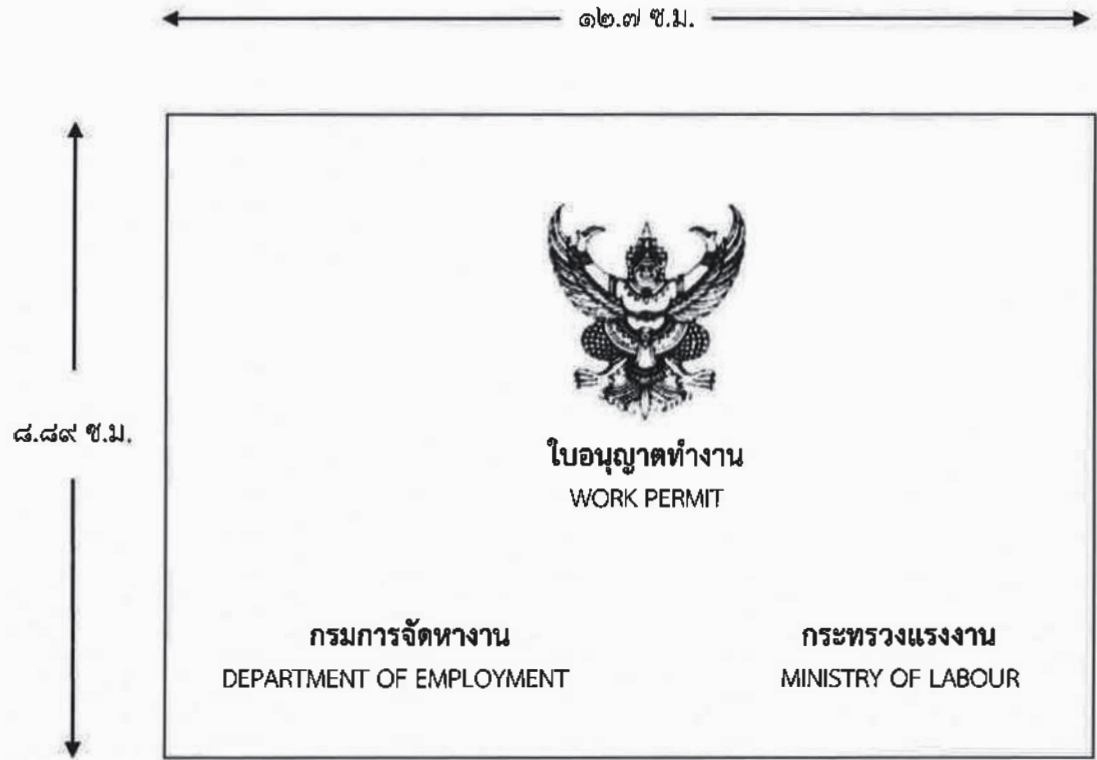 ๑๒.๗ ซ.ม.
๘.๘๙ ซ.ม.
ใบอนุญาตทำงาน
WORK PERMIT
กรมการจัดหางาน
DEPARTMENT OF EMPLOYMENT
กระทรวงแรงงาน
MINISTRY OF LABOUR